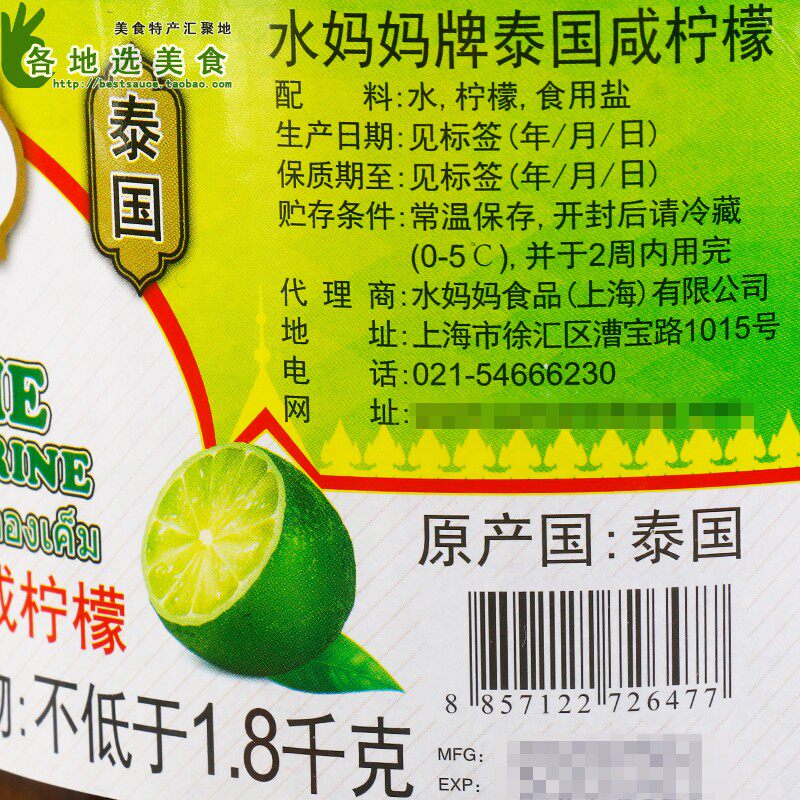 美食特产汇聚地
各地选美食
http://bestsauce.taobao.com
泰国
水妈妈牌泰国咸柠檬
配 料:水,柠檬,食用盐
生产日期:见标签(年/月/日)
保质期至:见标签(年/月/日)
贮存条件:常温保存,开封后请冷藏
(0-5℃),并于2周内用完
代理商:水妈妈食品(上海)有限公司
地 址:上海市徐汇区漕宝路1015号
电 话:021-54666230
网 址:
RINE
องเค็ม
咸柠檬
物:不低于1.8千克
原产国:泰国
8 857122 726477
MFG:
EXP: